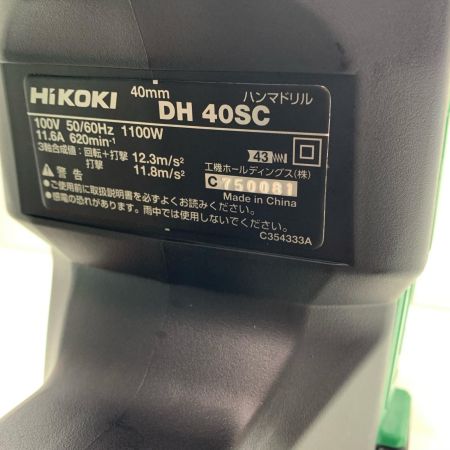 HiKOKI 40mm ハンマドリル
DH 40SC
100V 50/60Hz 1100W
11.6A 620min⁻¹
3軸合成値：回転＋打撃 12.3m/s²
打撃 11.8m/s²
43
工機ホールディングス(株)
C 750081
Made in China
⚠ 警告
●ご使用前に取扱説明書を必ずよくお読みください。
●感電の恐れがあります。雨中では使用しないでください。
C354333A